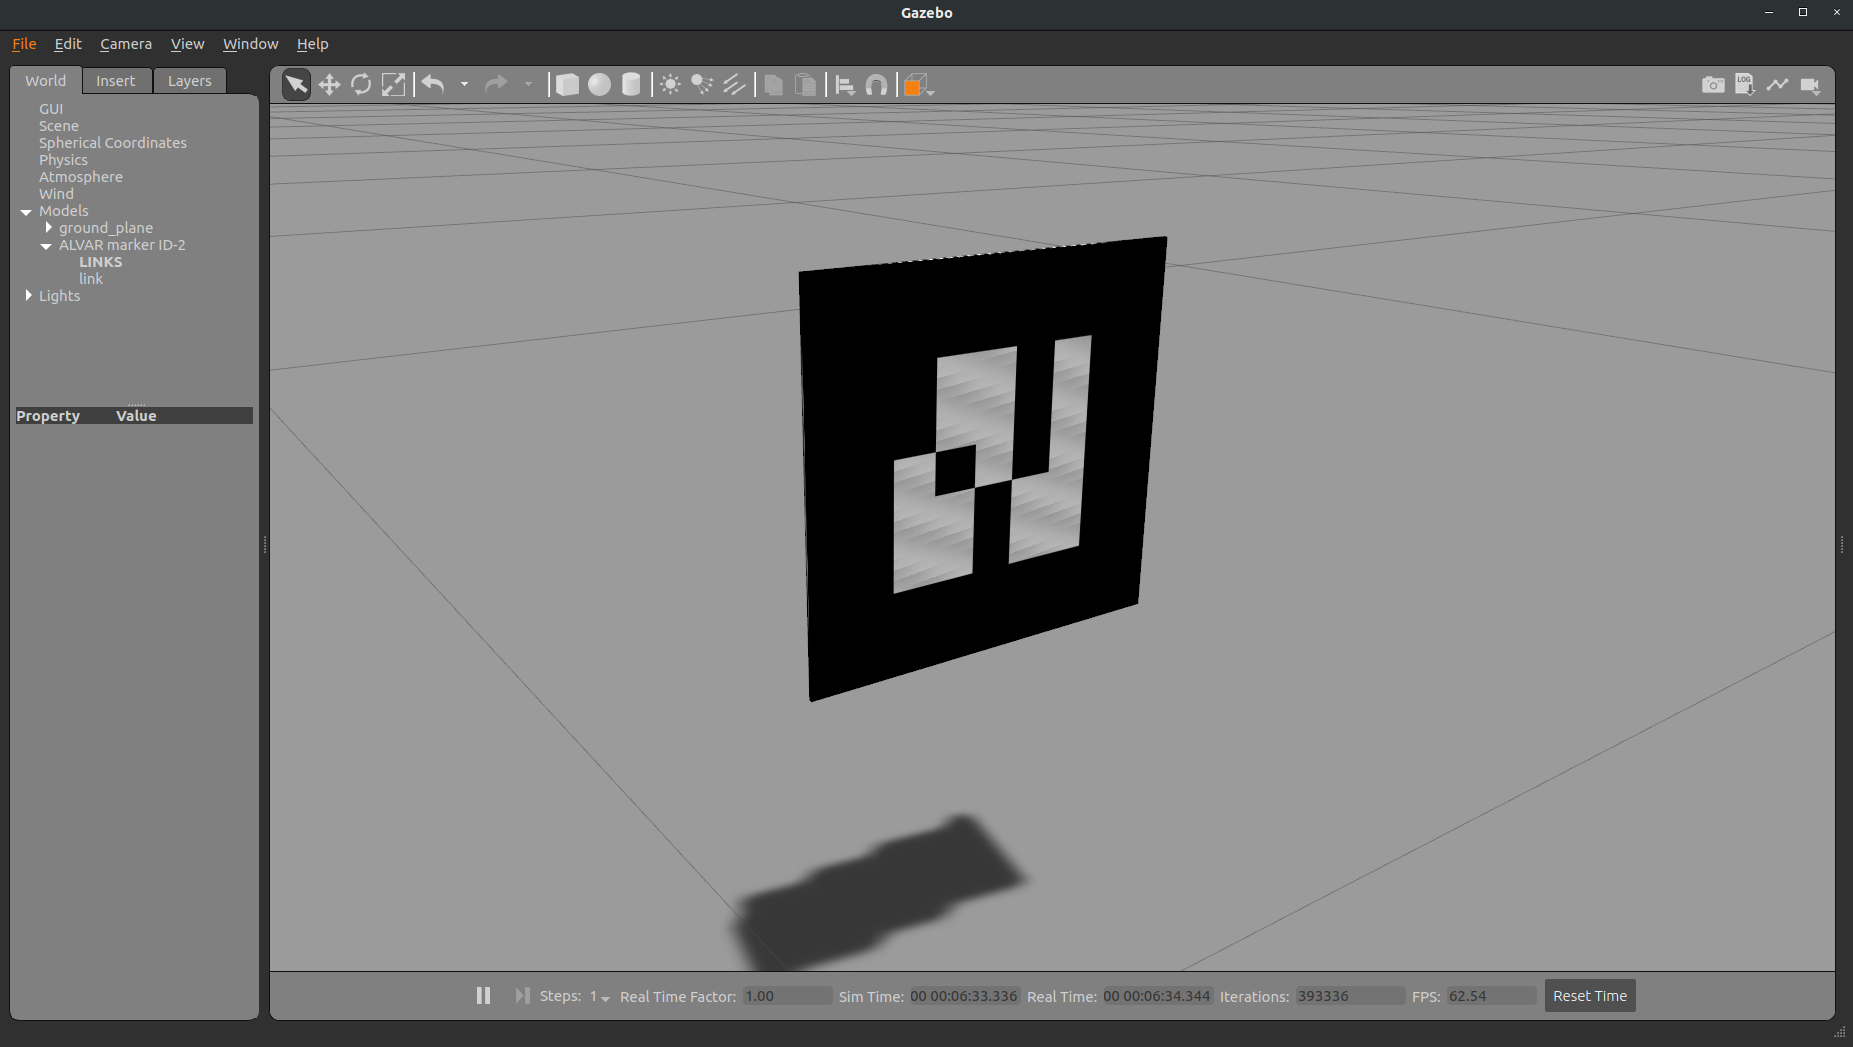 Gazebo
File Edit Camera View Window Help
World Insert Layers
LOG
GUI
Scene
Spherical Coordinates
Physics
Atmosphere
Wind
Models
ground_plane
ALVAR marker ID-2
LINKS
link
Lights
Property Value
Steps: 1 Real Time Factor: 1.00 Sim Time: 00 00:06:33.336 Real Time: 00 00:06:34.344 Iterations: 393336 FPS: 62.54 Reset Time